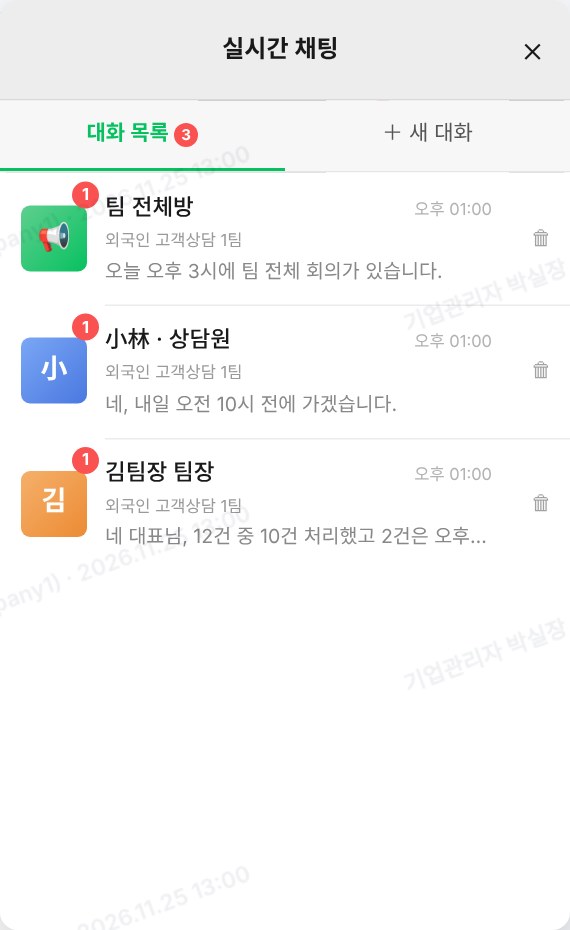 실시간 채팅
×
대화 목록 3
+ 새 대화
1
팀 전체방
오후 01:00
외국인 고객상담 1팀
오늘 오후 3시에 팀 전체 회의가 있습니다.
1
小
小林 · 상담원
오후 01:00
외국인 고객상담 1팀
네, 내일 오전 10시 전에 가겠습니다.
1
김
김팀장 팀장
오후 01:00
외국인 고객상담 1팀
네 대표님, 12건 중 10건 처리했고 2건은 오후...
pany1) · 2026.11.25 13:00
기업관리자 박실장
pany1) · 2026.11.25 13:00
기업관리자 박실장
2026.11.25 13:00